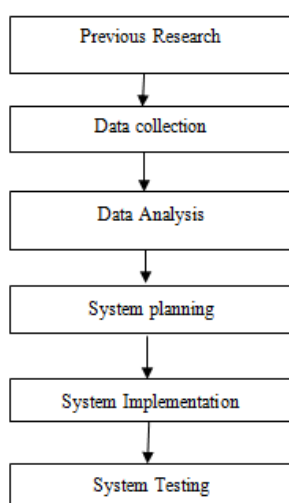 Previous Research
Data collection
Data Analysis
System planning
System Implementation
System Testing